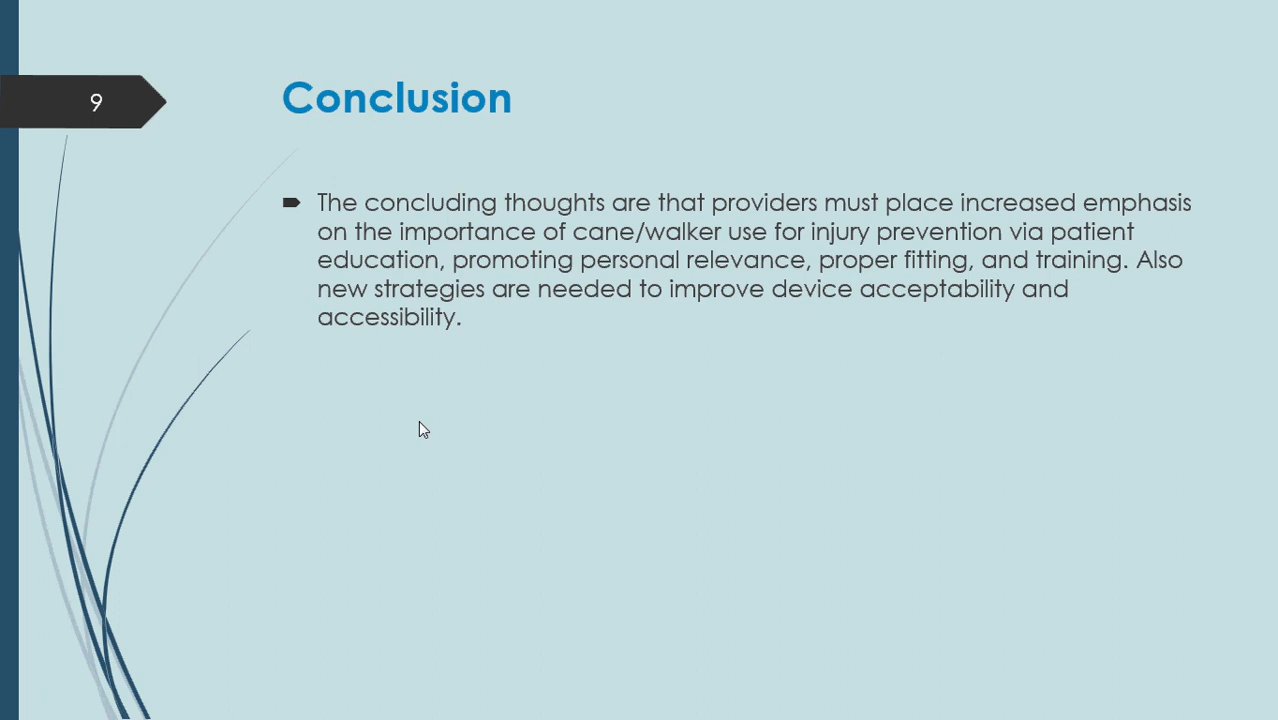 9
Conclusion
The concluding thoughts are that providers must place increased emphasis
on the importance of cane/walker use for injury prevention via patient
education, promoting personal relevance, proper fitting, and training. Also
new strategies are needed to improve device acceptability and
accessibility.